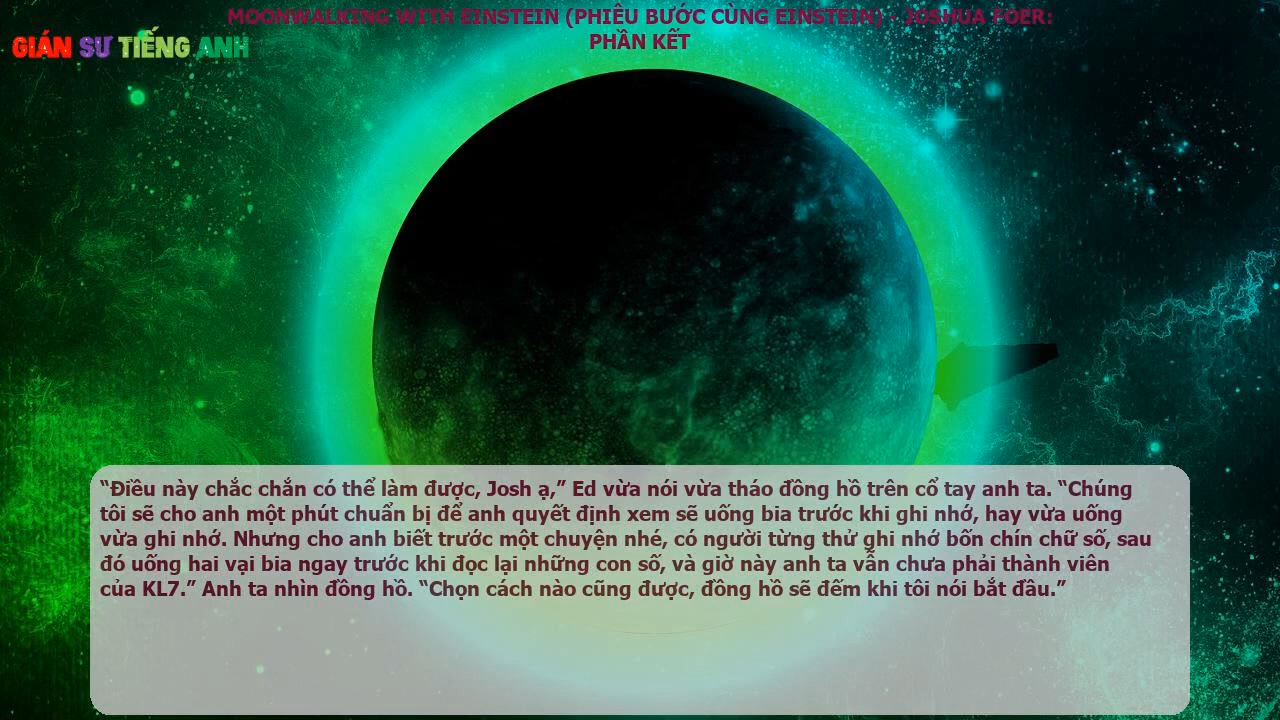 MOONWALKING WITH EINSTEIN (PHIÊU BƯỚC CÙNG EINSTEIN) - JOSHUA FOER:
PHẦN KẾT
GIÁN SƯ TIẾNG ANH
“Điều này chắc chắn có thể làm được, Josh ạ,” Ed vừa nói vừa tháo đồng hồ trên cổ tay anh ta. “Chúng
tôi sẽ cho anh một phút chuẩn bị để anh quyết định xem sẽ uống bia trước khi ghi nhớ, hay vừa uống
vừa ghi nhớ. Nhưng cho anh biết trước một chuyện nhé, có người từng thử ghi nhớ bốn chín chữ số, sau
đó uống hai vại bia ngay trước khi đọc lại những con số, và giờ này anh ta vẫn chưa phải thành viên
của KL7.” Anh ta nhìn đồng hồ. “Chọn cách nào cũng được, đồng hồ sẽ đếm khi tôi nói bắt đầu.”